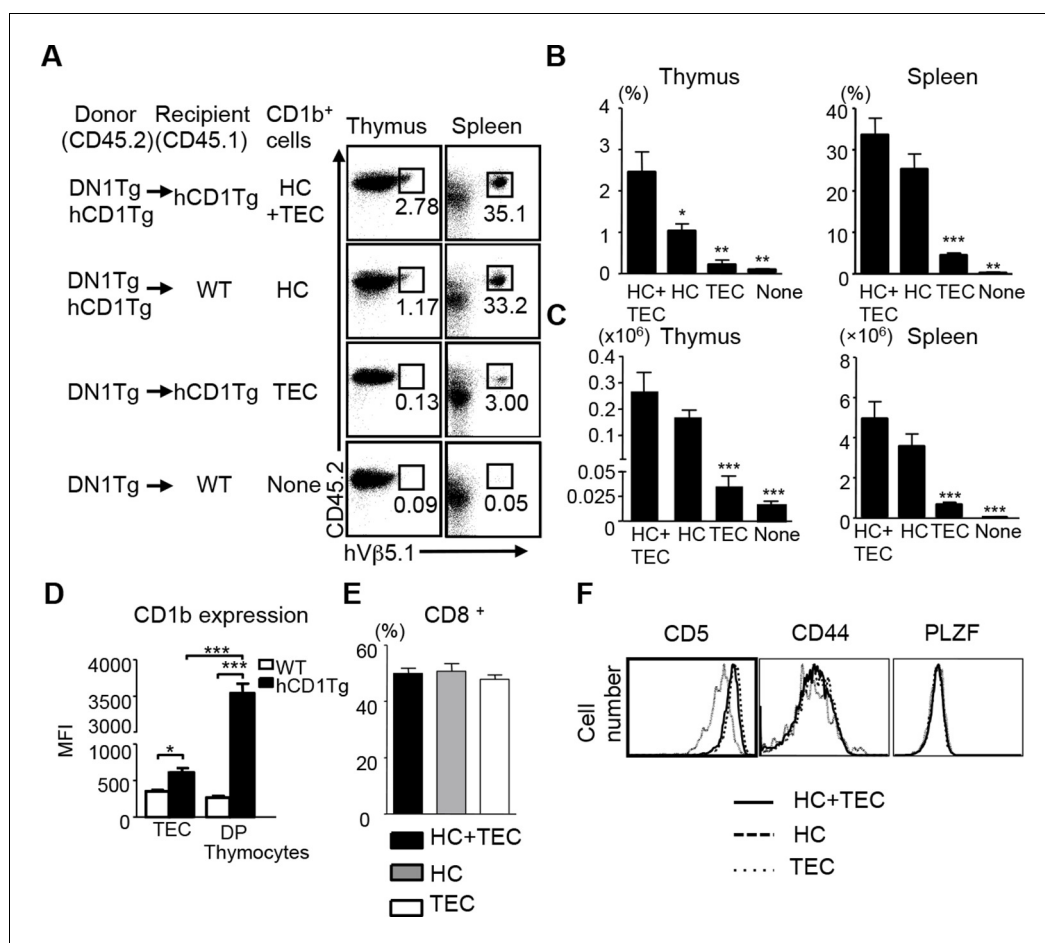 A
Donor Recipient CD1b+
(CD45.2)(CD45.1) cells
Thymus Spleen
DN1Tg hCD1Tg HC
hCD1Tg +TEC
2.78 35.1
DN1Tg WT HC
hCD1Tg
1.17 33.2
DN1Tg hCD1Tg TEC
0.13 3.00
DN1Tg WT None
0.09 0.05
CD45.2
hVβ5.1
B
Thymus Spleen
(%) (%)
4 40
3 30
* ***
2 20
** **
1 10
0 0
HC+ HC TEC None HC+ HC TEC None
TEC TEC
C
(x10⁶) Thymus (×10⁶) Spleen
0.4 8
0.3 6
0.2 4
0.1 2
0.05 0
0.025
0
*** *** *** ***
HC+ HC TEC None HC+ HC TEC None
TEC TEC
D
CD1b expression
4000
3500
3000
1000
500
0
MFI
***
***
*
WT
hCD1Tg
TEC DP
Thymocytes
E
(%) CD8 +
60
40
20
0
HC+TEC
HC
TEC
F
CD5 CD44 PLZF
Cell
number
HC+TEC
HC
TEC